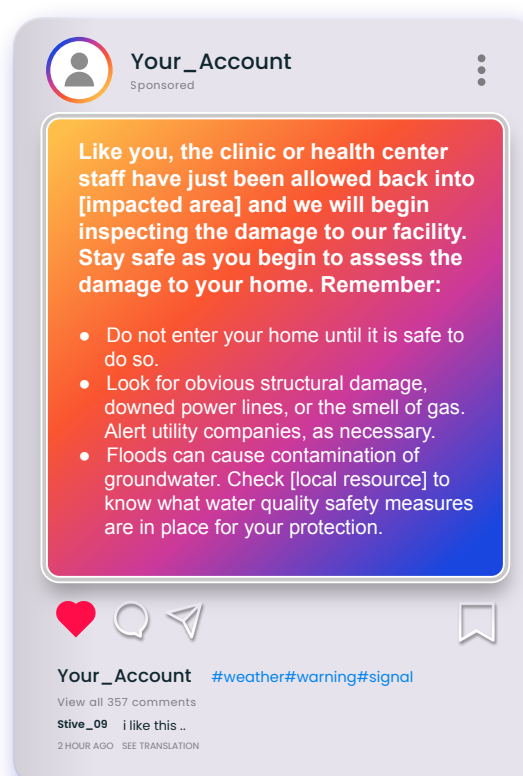 Your_Account
Sponsored
Like you, the clinic or health center
staff have just been allowed back into
[impacted area] and we will begin
inspecting the damage to our facility.
Stay safe as you begin to assess the
damage to your home. Remember:
● Do not enter your home until it is safe to
do so.
● Look for obvious structural damage,
downed power lines, or the smell of gas.
Alert utility companies, as necessary.
● Floods can cause contamination of
groundwater. Check [local resource] to
know what water quality safety measures
are in place for your protection.
Your_Account #weather#warning#signal
View all 357 comments
Stive_09 i like this ..
2 HOUR AGO SEE TRANSLATION